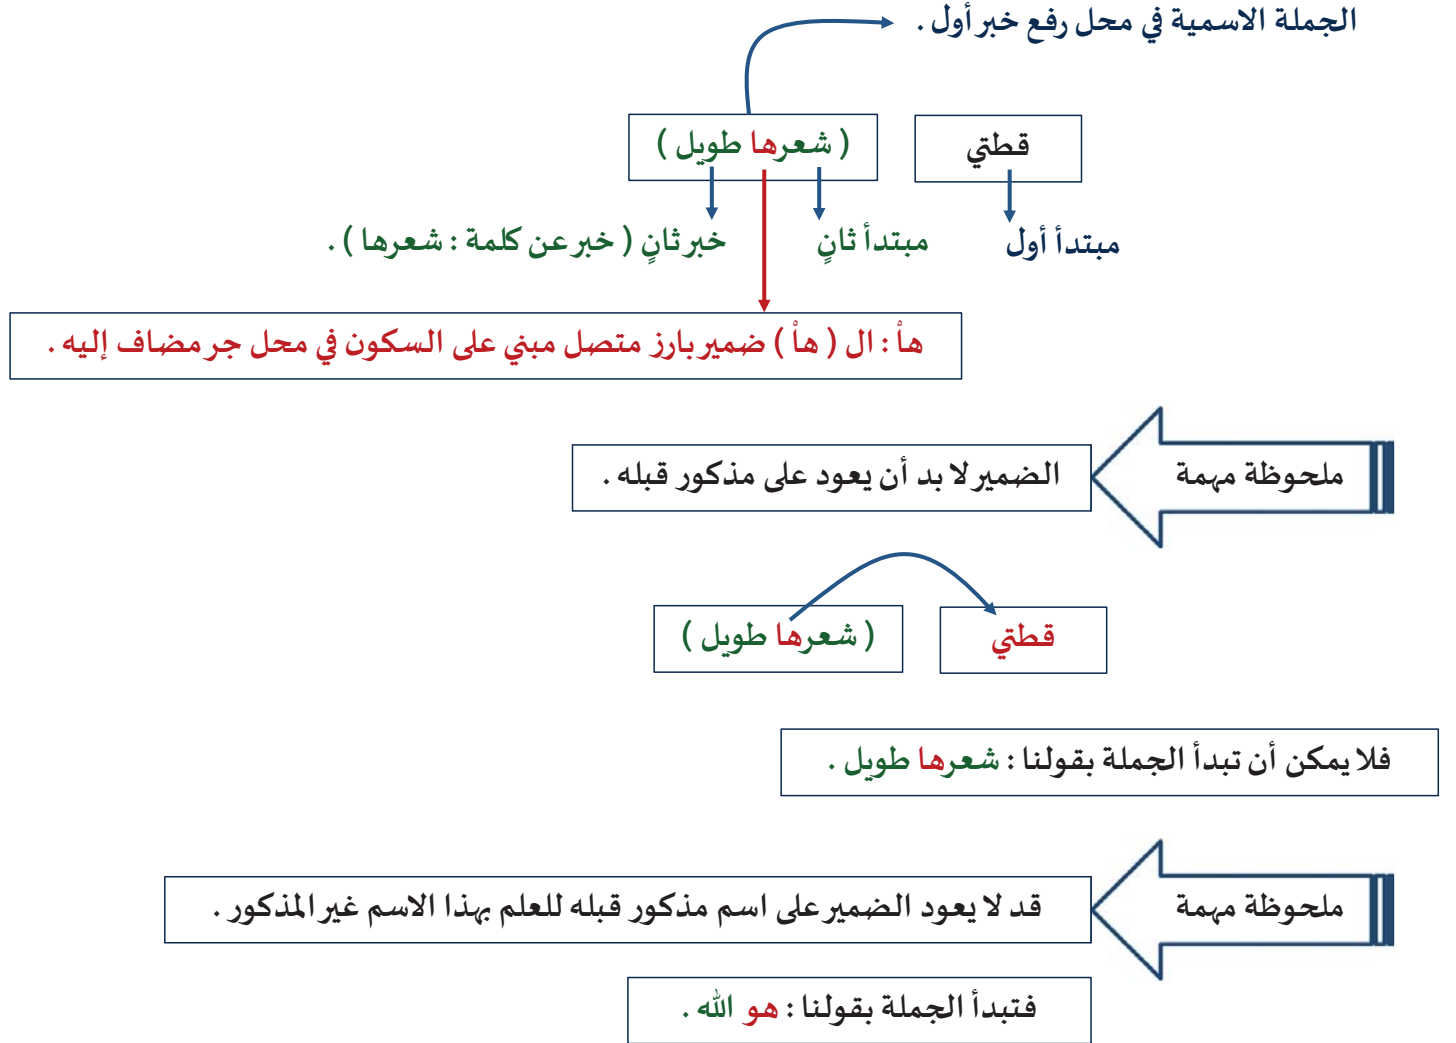 الجملة الاسمية في محل رفع خبر أول .
قطتي ( شعرها طويل )
مبتدأ أول مبتدأ ثانٍ خبر ثانٍ ( خبر عن كلمة : شعرها ) .
هاْ : ال ( هاْ ) ضمير بارز متصل مبني على السكون في محل جر مضاف إليه .
ملحوظة مهمة الضمير لا بد أن يعود على مذكور قبله .
قطتي ( شعرها طويل )
فلا يمكن أن تبدأ الجملة بقولنا : شعرها طويل .
ملحوظة مهمة قد لا يعود الضمير على اسم مذكور قبله للعلم بهذا الاسم غير المذكور .
فتبدأ الجملة بقولنا : هو الله .